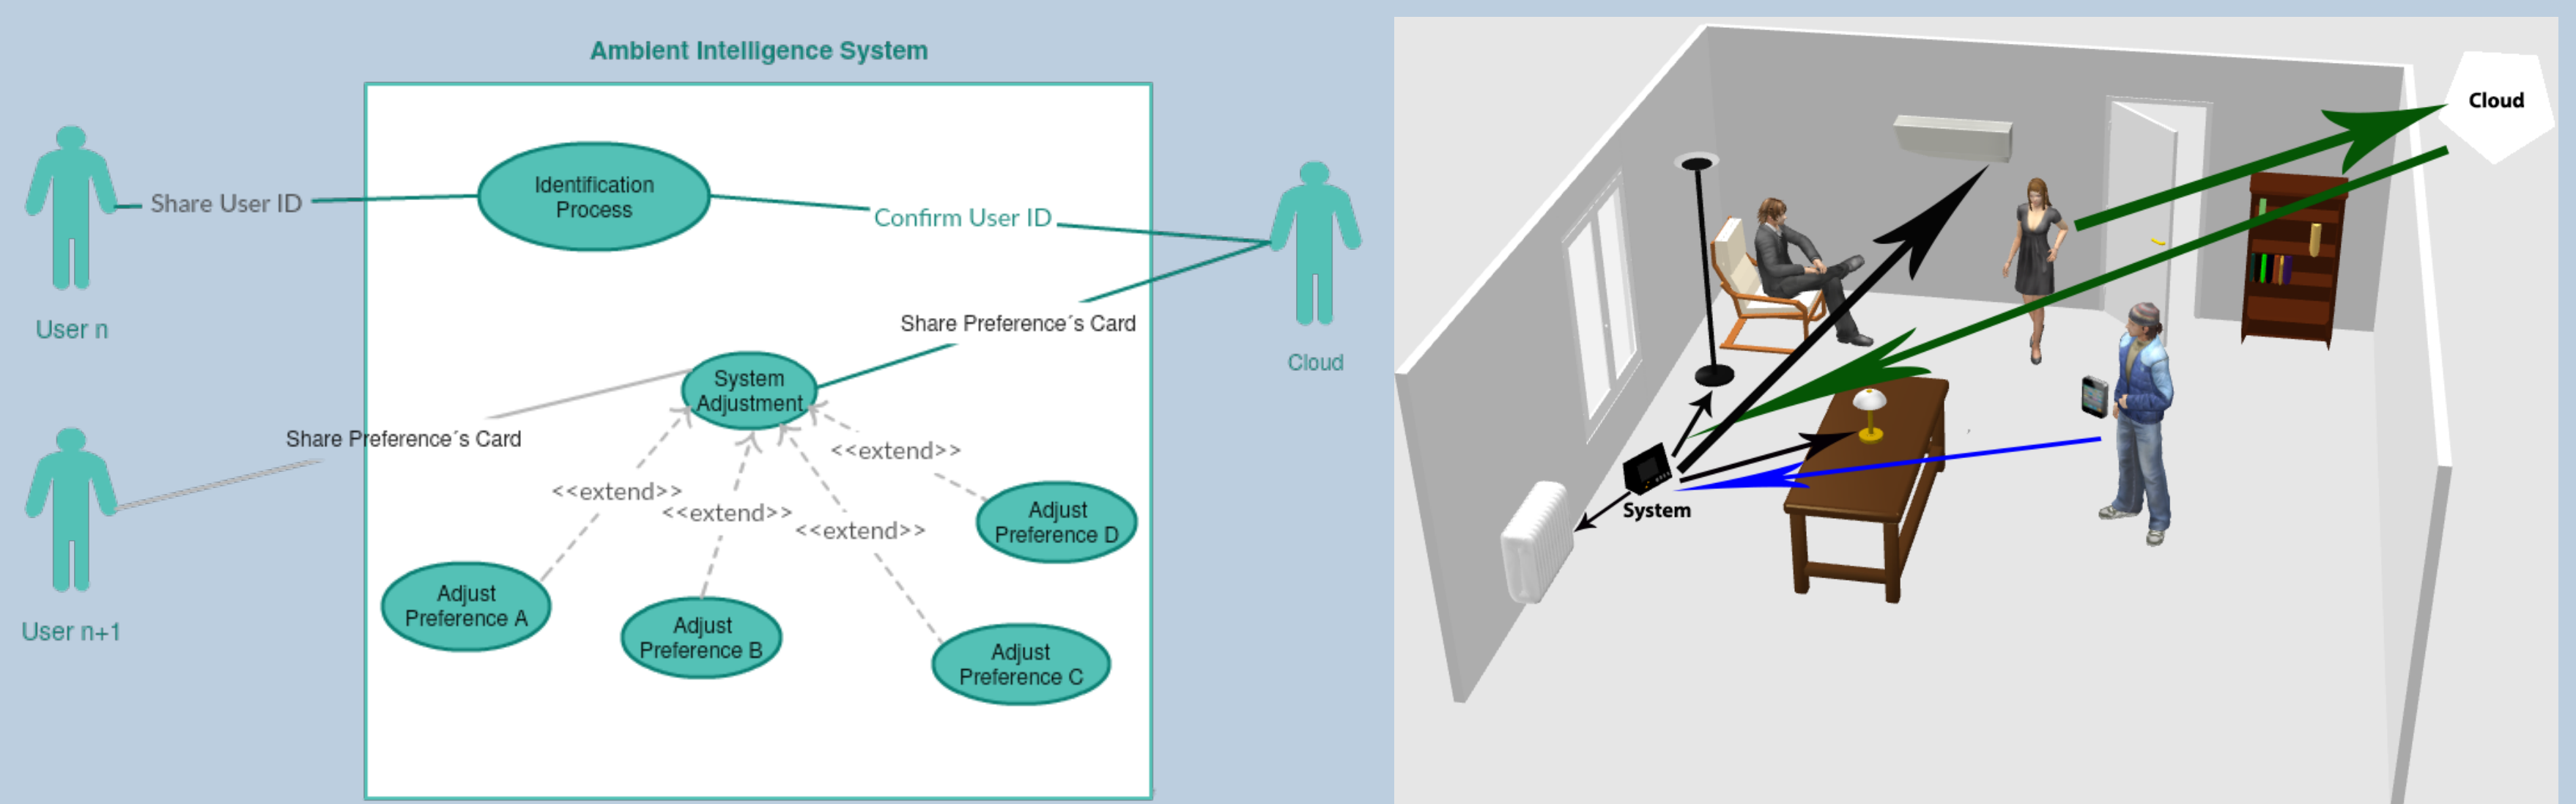 Ambient Intelligence System
Identification
Process
Share User ID
Confirm User ID
User n
Cloud
Share Preference´s Card
System
Adjustment
Share Preference´s Card
<<extend>>
<<extend>>
<<extend>>
<<extend>>
Adjust
Preference D
Adjust
Preference A
Adjust
Preference B
Adjust
Preference C
User n+1
Cloud
System